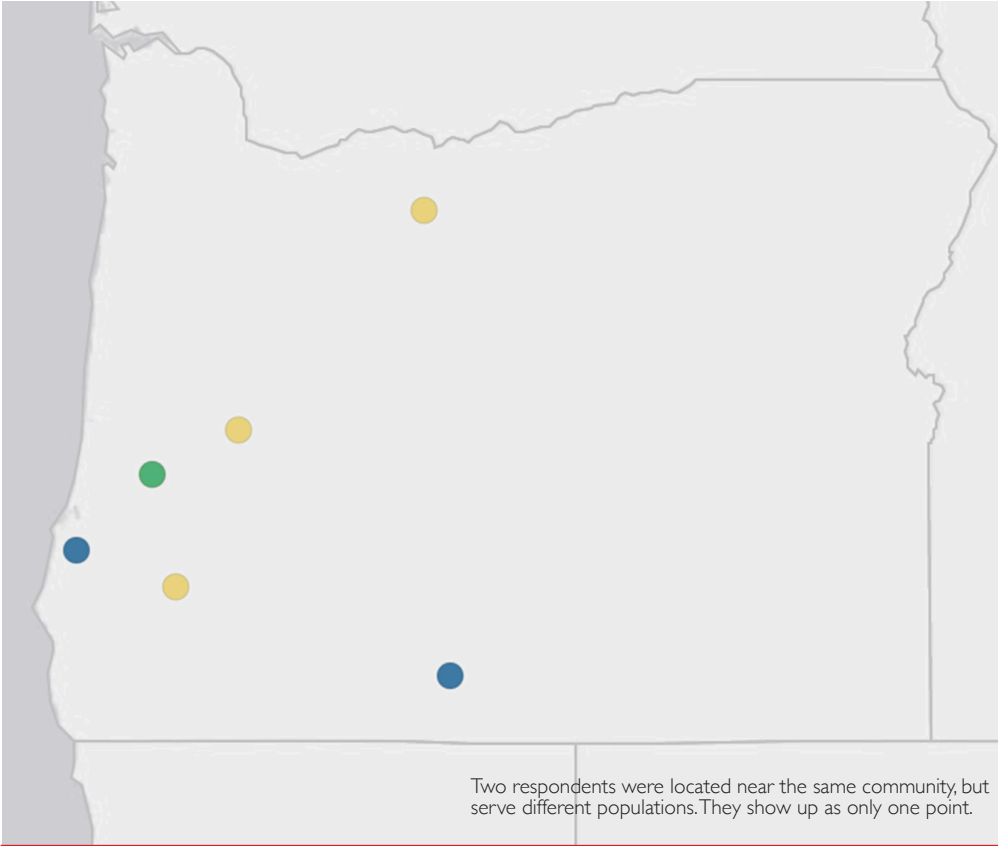 Two respondents were located near the same community, but
serve different populations. They show up as only one point.